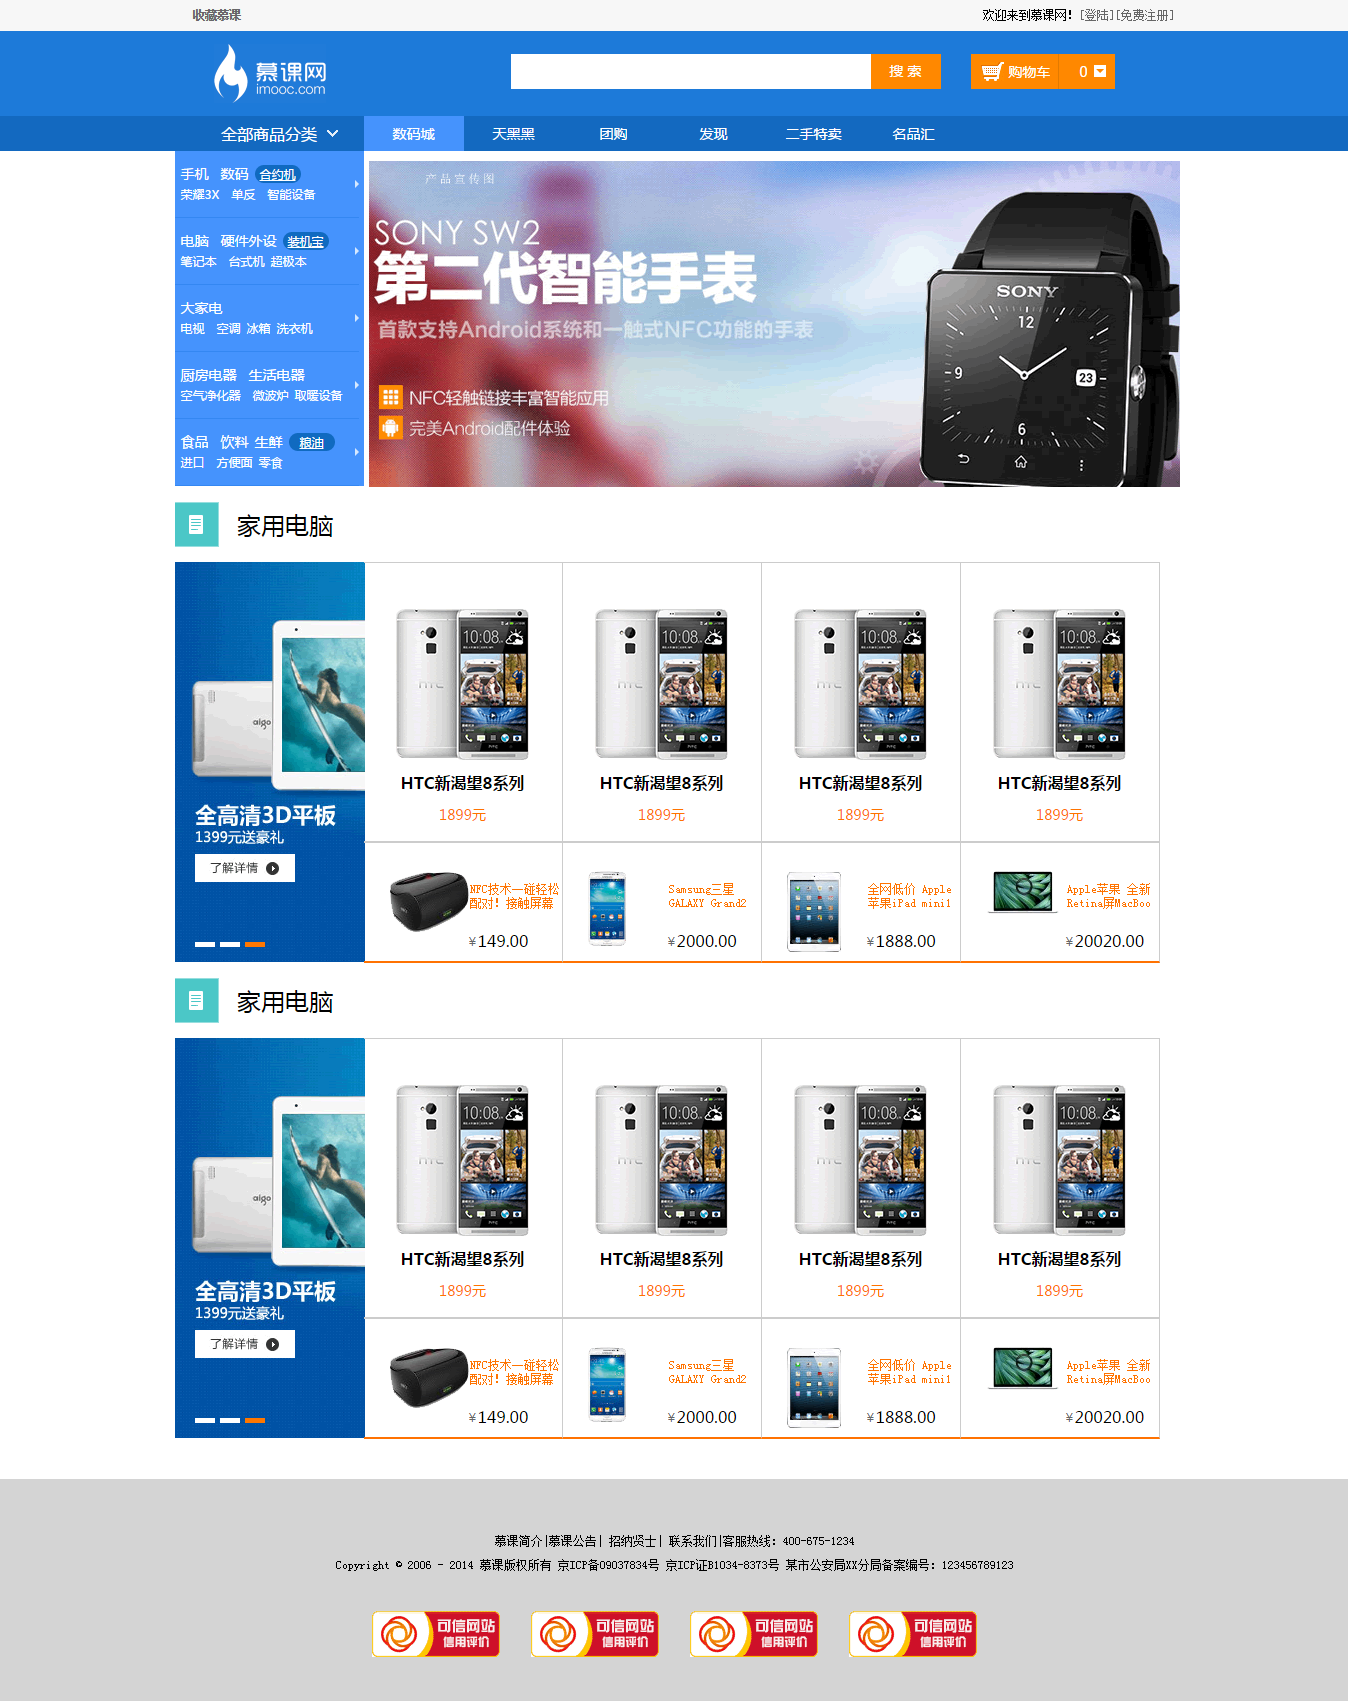 收藏慕课
欢迎来到慕课网！[登陆][免费注册]
慕课网
imooc.com
搜 索
购物车 0
全部商品分类
数码城 天黑黑 团购 发现 二手特卖 名品汇
手机 数码 合约机
荣耀3X 单反 智能设备
电脑 硬件外设 装机宝
笔记本 台式机 超极本
大家电
电视 空调 冰箱 洗衣机
厨房电器 生活电器
空气净化器 微波炉 取暖设备
食品 饮料 生鲜 粮油
进口 方便面 零食
产品宣传图
SONY SW2
第二代智能手表
首款支持Android系统和一触式NFC功能的手表
NFC轻触链接丰富智能应用
完美Android配件体验
SONY
12
9
23
6
家用电脑
aigo
全高清3D平板
1399元送豪礼
了解详情
10:08 10:08 10:08 10:08
HTC新渴望8系列 HTC新渴望8系列 HTC新渴望8系列 HTC新渴望8系列
1899元 1899元 1899元 1899元
NFC技术一碰轻松
配对！接触屏幕
¥149.00
Samsung三星
GALAXY Grand2
¥2000.00
全网低价 Apple
苹果iPad mini1
¥1888.00
Apple苹果 全新
Retina屏MacBoo
¥20020.00
家用电脑
aigo
全高清3D平板
1399元送豪礼
了解详情
10:08 10:08 10:08 10:08
HTC新渴望8系列 HTC新渴望8系列 HTC新渴望8系列 HTC新渴望8系列
1899元 1899元 1899元 1899元
NFC技术一碰轻松
配对！接触屏幕
¥149.00
Samsung三星
GALAXY Grand2
¥2000.00
全网低价 Apple
苹果iPad mini1
¥1888.00
Apple苹果 全新
Retina屏MacBoo
¥20020.00
慕课简介|慕课公告| 招纳贤士| 联系我们|客服热线：400-675-1234
Copyright © 2006 - 2014 慕课版权所有 京ICP备09037834号 京ICP证B1034-8373号 某市公安局XX分局备案编号：123456789123
可信网站 可信网站 可信网站 可信网站
信用评价 信用评价 信用评价 信用评价